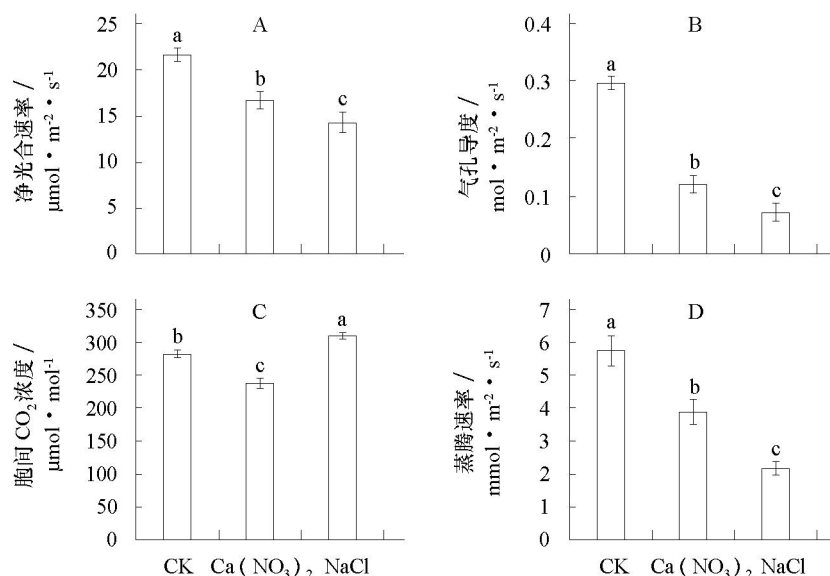 A
净光合速率 /
μmol • m⁻² • s⁻¹
25
20
15
10
5
0
a
b
c
B
气孔导度 /
mol • m⁻² • s⁻¹
0.4
0.3
0.2
0.1
0
a
b
c
C
胞间 CO₂ 浓度 /
μmol • mol⁻¹
350
300
250
200
150
100
50
0
b
c
a
CK Ca(NO₃)₂ NaCl
D
蒸腾速率 /
mmol • m⁻² • s⁻¹
7
6
5
4
3
2
1
0
a
b
c
CK Ca(NO₃)₂ NaCl